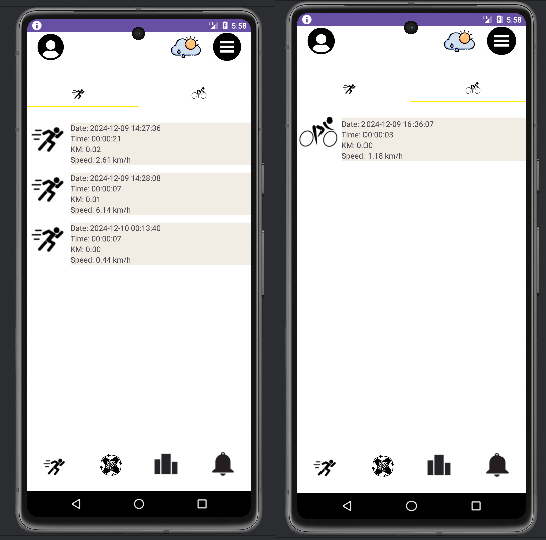 5:58
Date: 2024-12-09 14:27:36
Time: 00:00:21
KM: 0.02
Speed: 2.61 km/h
Date: 2024-12-09 14:28:08
Time: 00:00:07
KM: 0.01
Speed: 6.14 km/h
Date: 2024-12-10 00:13:40
Time: 00:00:07
KM: 0.00
Speed: 0.44 km/h
5:58
Date: 2024-12-09 16:36:07
Time: 00:00:03
KM: 0.00
Speed: 1.18 km/h